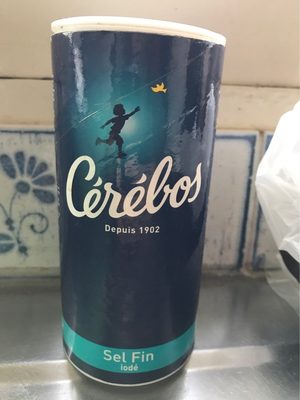 Cérébos
Depuis 1902
Sel Fin
Iodé